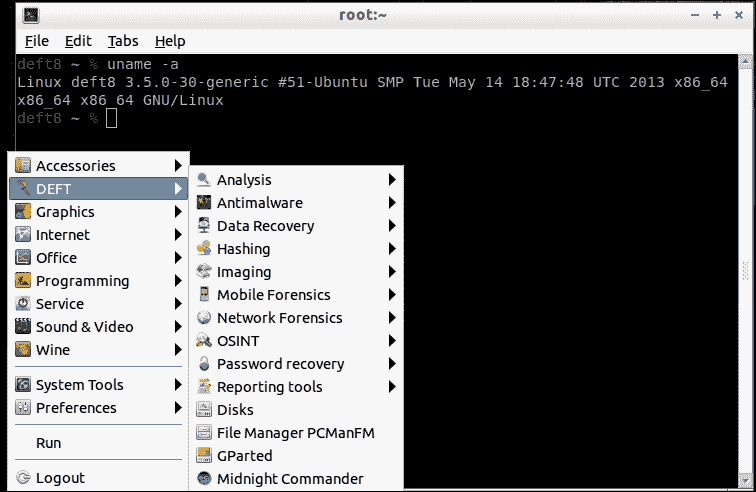 root:~
File Edit Tabs Help
deft8 ~ % uname -a
Linux deft8 3.5.0-30-generic #51-Ubuntu SMP Tue May 14 18:47:48 UTC 2013 x86_64
x86_64 x86_64 GNU/Linux
deft8 ~ %
Accessories
DEFT
Graphics
Internet
Office
Programming
Service
Sound & Video
Wine
System Tools
Preferences
Run
Logout
Analysis
Antimalware
Data Recovery
Hashing
Imaging
Mobile Forensics
Network Forensics
OSINT
Password recovery
Reporting tools
Disks
File Manager PCManFM
GParted
Midnight Commander